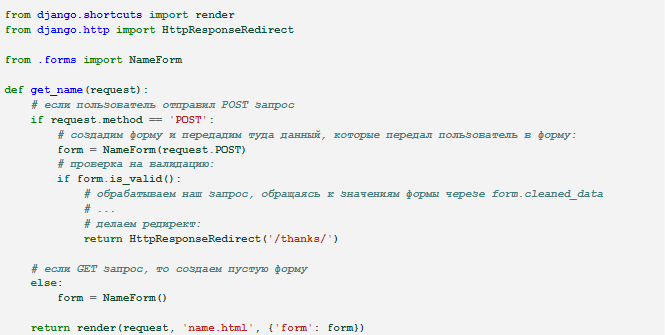 from django.shortcuts import render
from django.http import HttpResponseRedirect
from .forms import NameForm
def get_name(request):
# если пользователь отправил POST запрос
if request.method == 'POST':
# создадим форму и передадим туда данный, которые передал пользователь в форму:
form = NameForm(request.POST)
# проверка на валидацию:
if form.is_valid():
# обрабатываем наш запрос, обращаясь к значениям формы черезе form.cleaned_data
# ...
# делаем редирект:
return HttpResponseRedirect('/thanks/')
# если GET запрос, то создаем пустую форму
else:
form = NameForm()
return render(request, 'name.html', {'form': form})